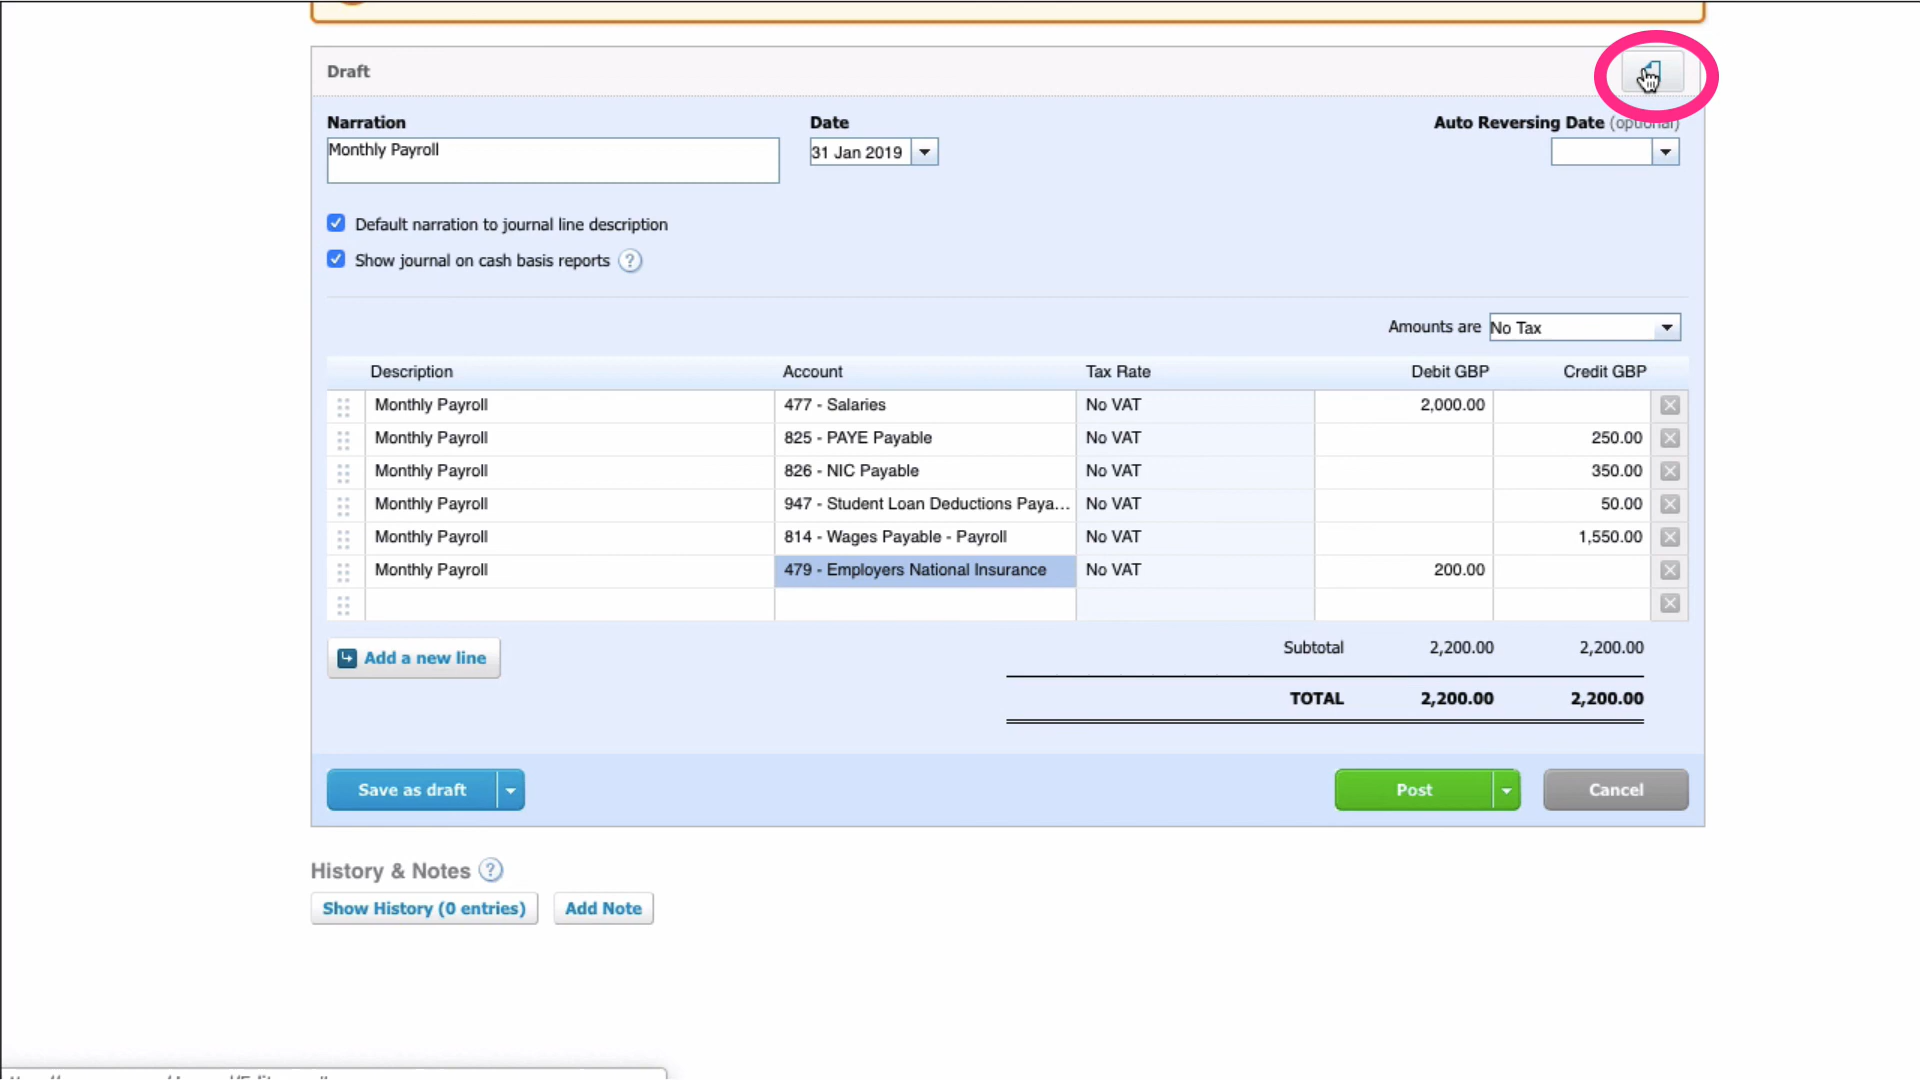 Draft
Narration Date Auto Reversing Date (optional)
Monthly Payroll 31 Jan 2019
Default narration to journal line description
Show journal on cash basis reports ?
Amounts are No Tax
Description Account Tax Rate Debit GBP Credit GBP
Monthly Payroll 477 - Salaries No VAT 2,000.00
Monthly Payroll 825 - PAYE Payable No VAT 250.00
Monthly Payroll 826 - NIC Payable No VAT 350.00
Monthly Payroll 947 - Student Loan Deductions Paya... No VAT 50.00
Monthly Payroll 814 - Wages Payable - Payroll No VAT 1,550.00
Monthly Payroll 479 - Employers National Insurance No VAT 200.00
Add a new line Subtotal 2,200.00 2,200.00
TOTAL 2,200.00 2,200.00
Save as draft Post Cancel
History & Notes ?
Show History (0 entries) Add Note